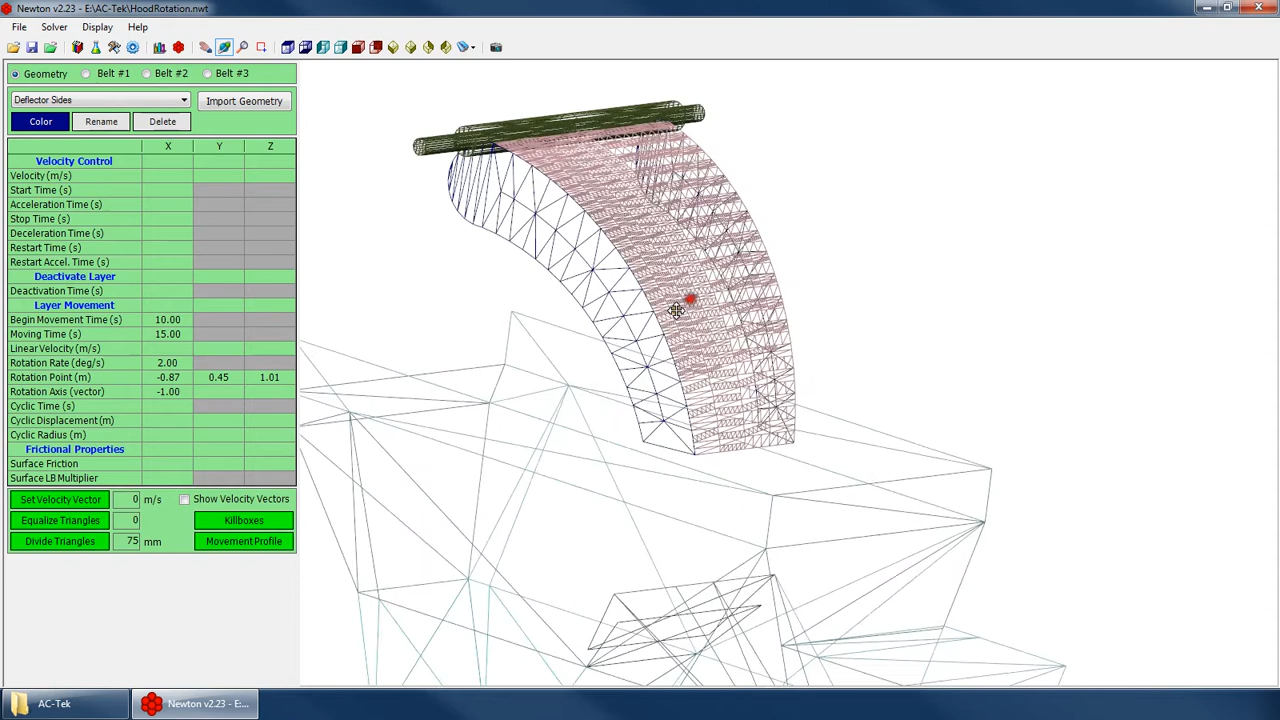 Newton v2.23 - E:\AC-Tek\HoodRotation.nwt
File Solver Display Help
Geometry Belt #1 Belt #2 Belt #3
Deflector Sides Import Geometry
Color Rename Delete
X Y Z
Velocity Control
Velocity (m/s)
Start Time (s)
Acceleration Time (s)
Stop Time (s)
Deceleration Time (s)
Restart Time (s)
Restart Accel. Time (s)
Deactivate Layer
Deactivation Time (s)
Layer Movement
Begin Movement Time (s) 10.00
Moving Time (s) 15.00
Linear Velocity (m/s)
Rotation Rate (deg/s) 2.00
Rotation Point (m) -0.87 0.45 1.01
Rotation Axis (vector) -1.00
Cyclic Time (s)
Cyclic Displacement (m)
Cyclic Radius (m)
Frictional Properties
Surface Friction
Surface LB Multiplier
Set Velocity Vector 0 m/s Show Velocity Vectors
Equalize Triangles 0 Killboxes
Divide Triangles 75 mm Movement Profile
AC-Tek Newton v2.23 - E:...